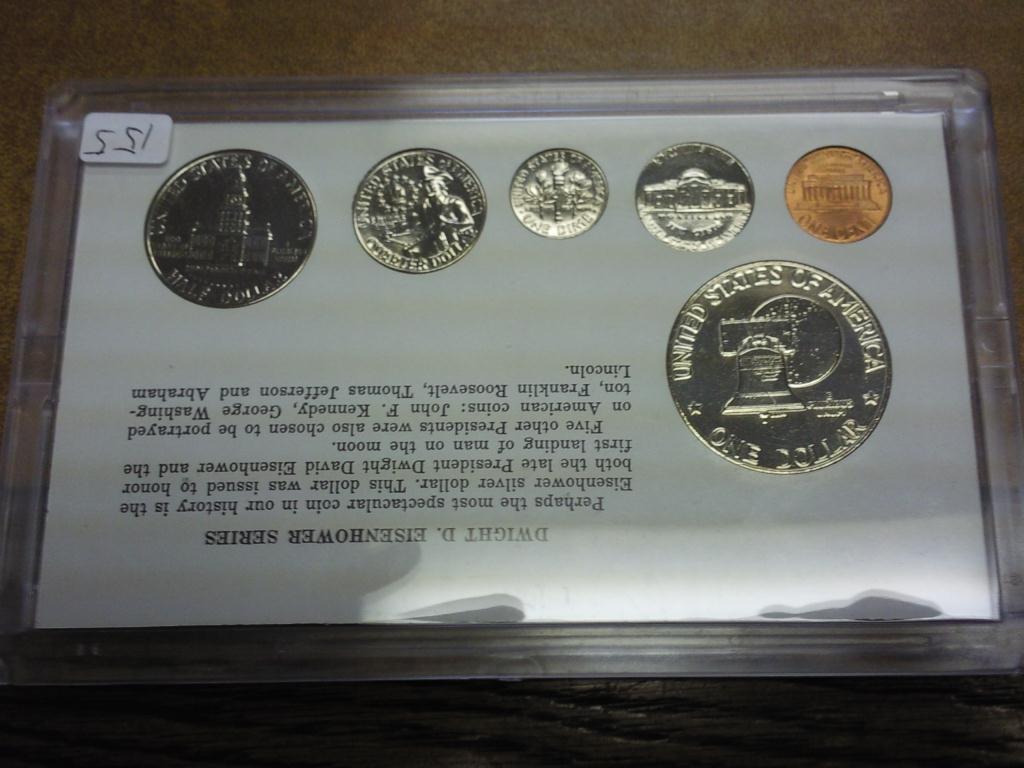 155
UNITED STATES OF AMERICA
HALF DOLLAR
UNITED STATES OF AMERICA
QUARTER DOLLAR
UNITED STATES OF AMERICA
ONE DIME
ONE CENT
UNITED STATES OF AMERICA
ONE DOLLAR
DWIGHT D. EISENHOWER SERIES
Perhaps the most spectacular coin in our history is the
Eisenhower silver dollar. This dollar was issued to honor
both the late President Dwight David Eisenhower and the
first landing of man on the moon.
Five other Presidents were also chosen to be portrayed
on American coins: John F. Kennedy, George Washing-
ton, Franklin Roosevelt, Thomas Jefferson and Abraham
Lincoln.